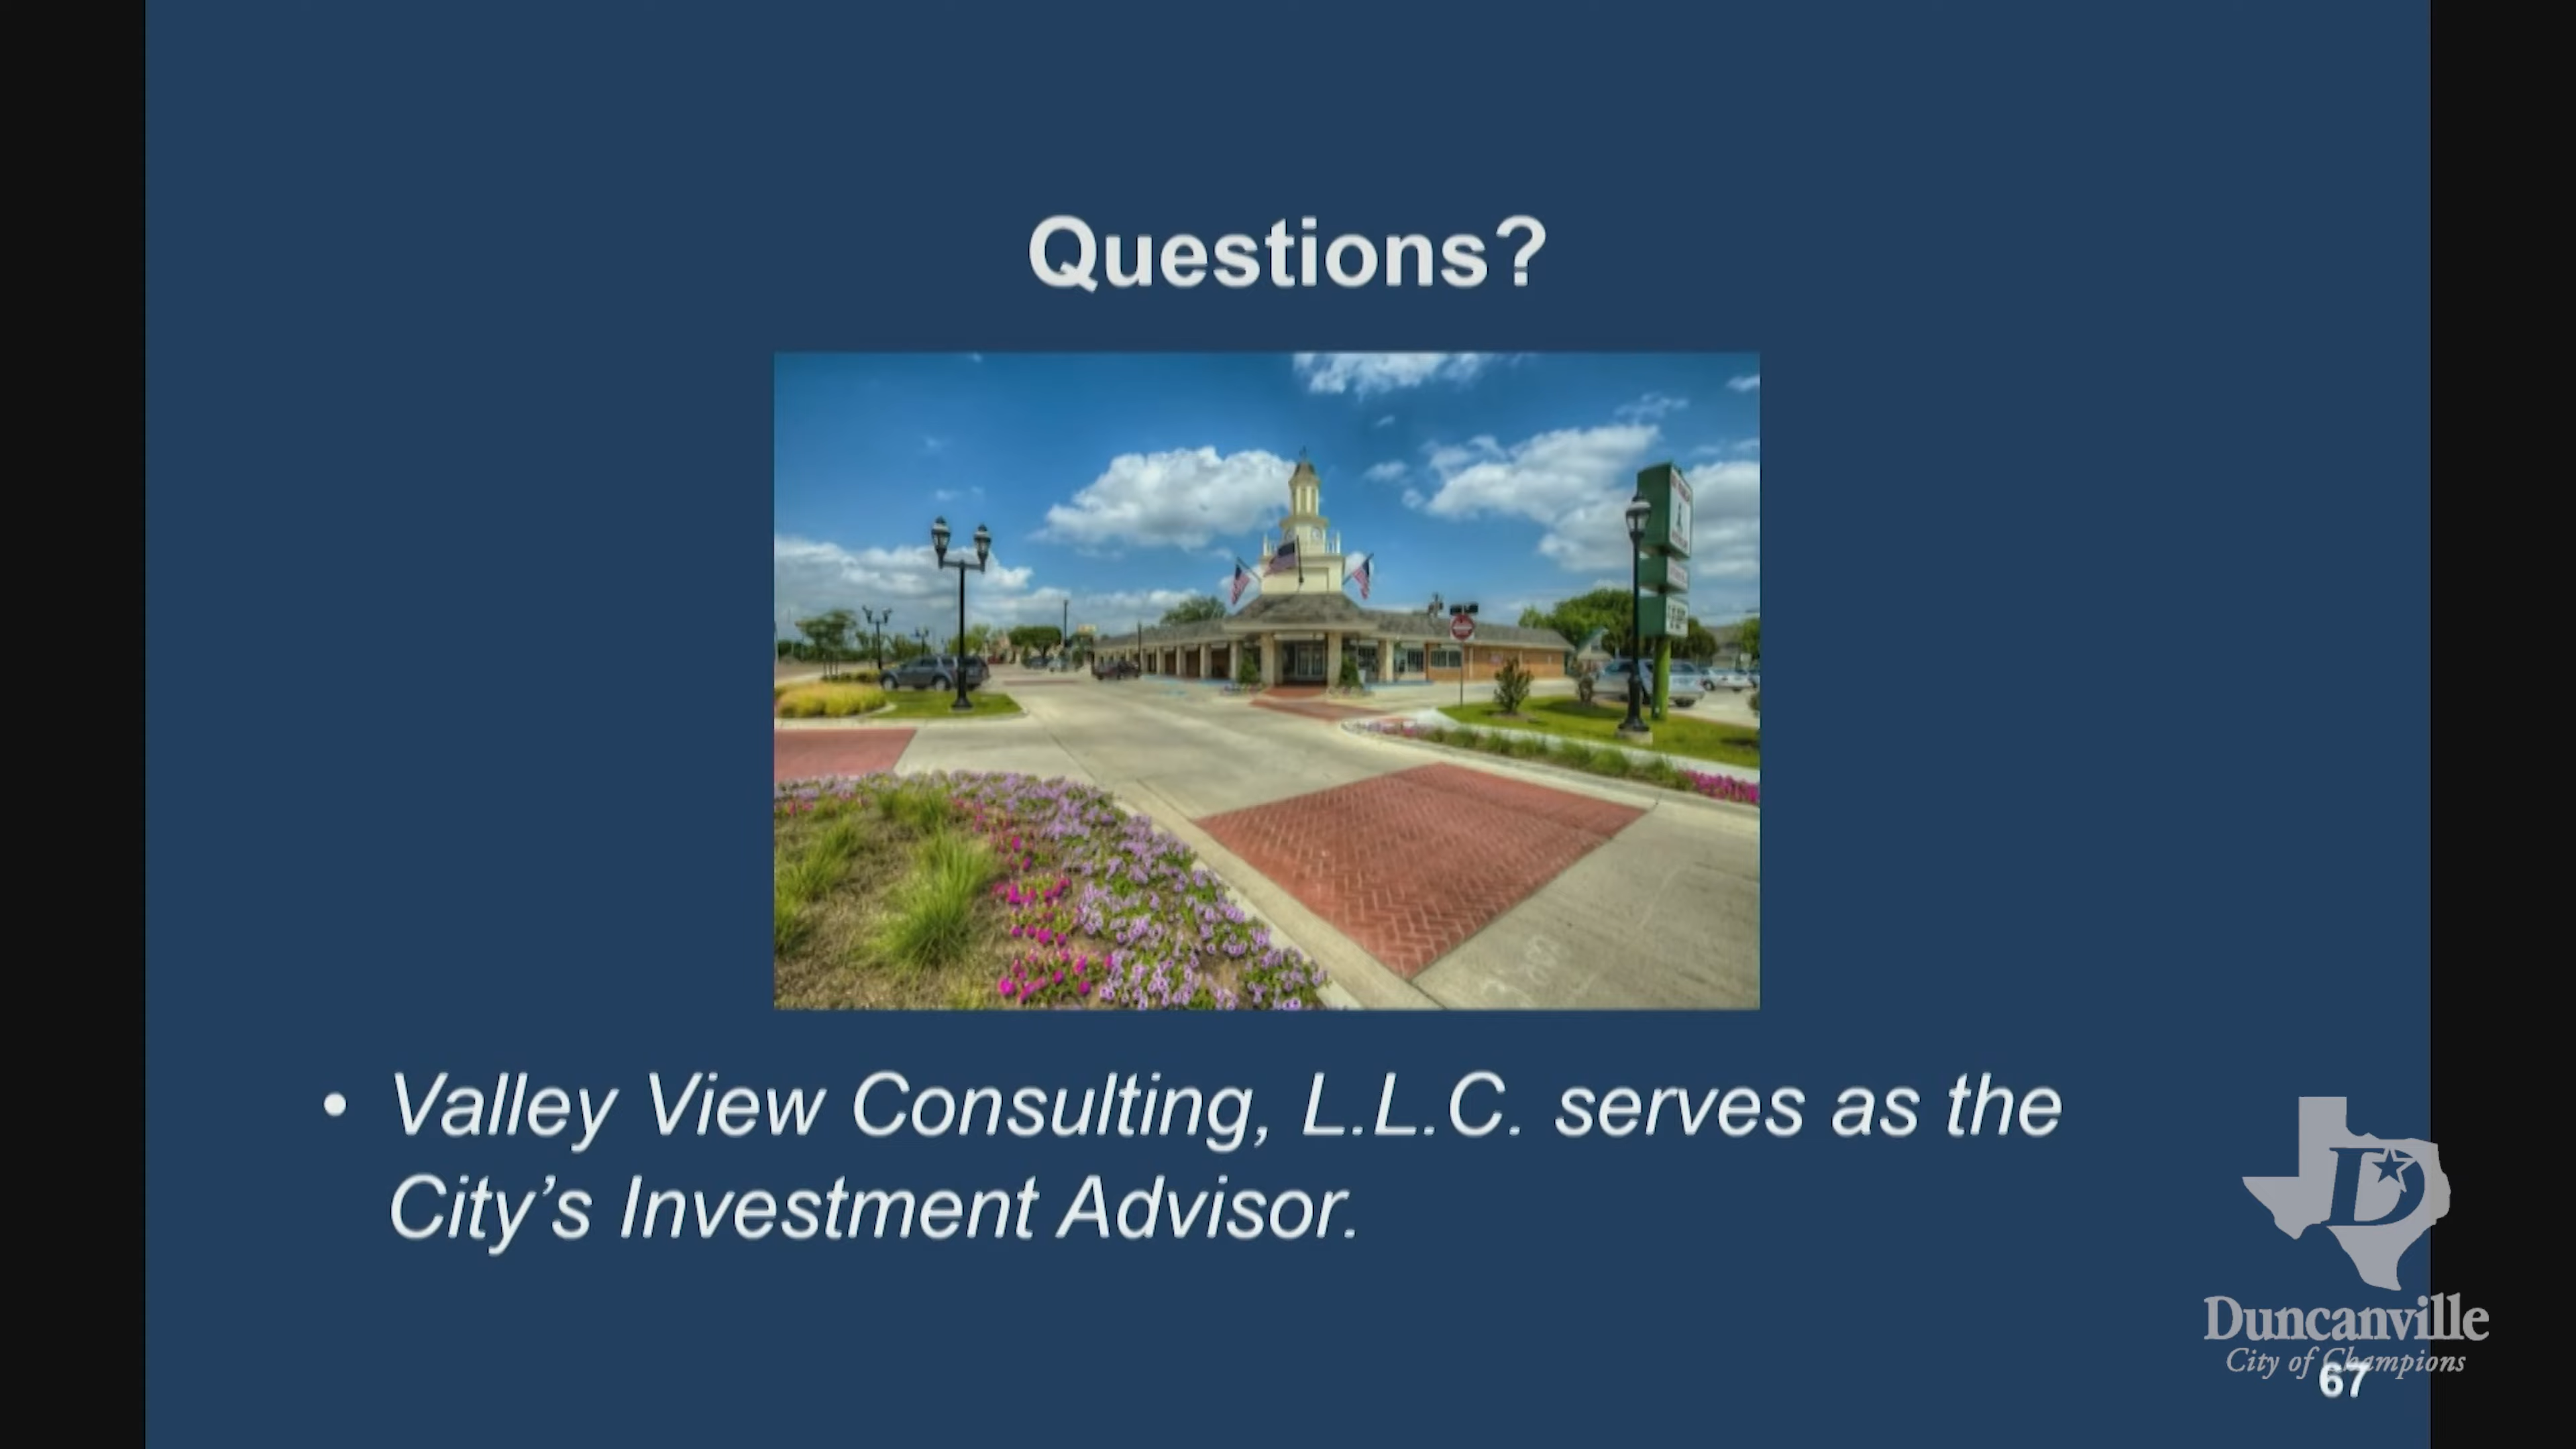 Questions?
• Valley View Consulting, L.L.C. serves as the
City’s Investment Advisor.
D
Duncanville
City of Champions
67